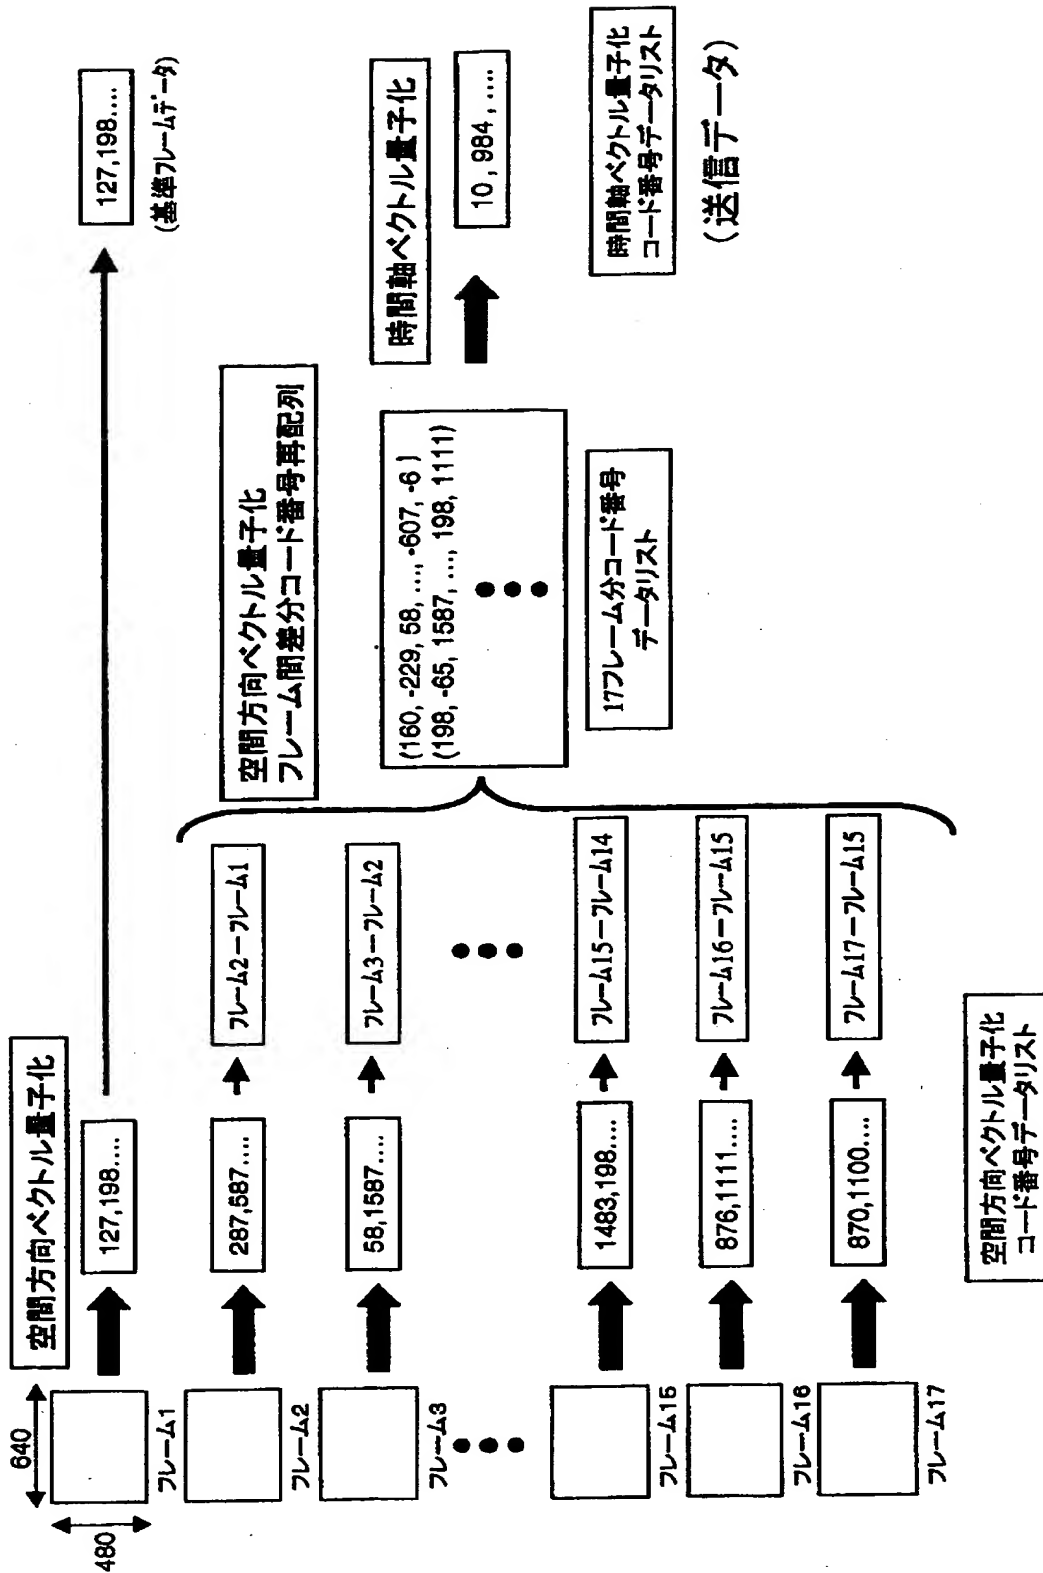 640
480
空間方向ベクトル量子化
フレーム1
127,198....
127,198....
(基準フレームデータ)
フレーム2
287,587....
フレーム2ーフレーム1
フレーム3
58,1587....
フレーム3ーフレーム2
フレーム15
1483,198....
フレーム15ーフレーム14
フレーム16
876,1111....
フレーム16ーフレーム15
フレーム17
870,1100....
フレーム17ーフレーム15
空間方向ベクトル量子化
コード番号データリスト
空間方向ベクトル量子化
フレーム間差分コード番号再配列
(160, -229, 58, ...., -607, -6 )
(198, -65, 1587, ...., 198, 1111)
17フレーム分コード番号
データリスト
時間軸ベクトル量子化
10 , 984 , ....
時間軸ベクトル量子化
コード番号データリスト
(送信データ)